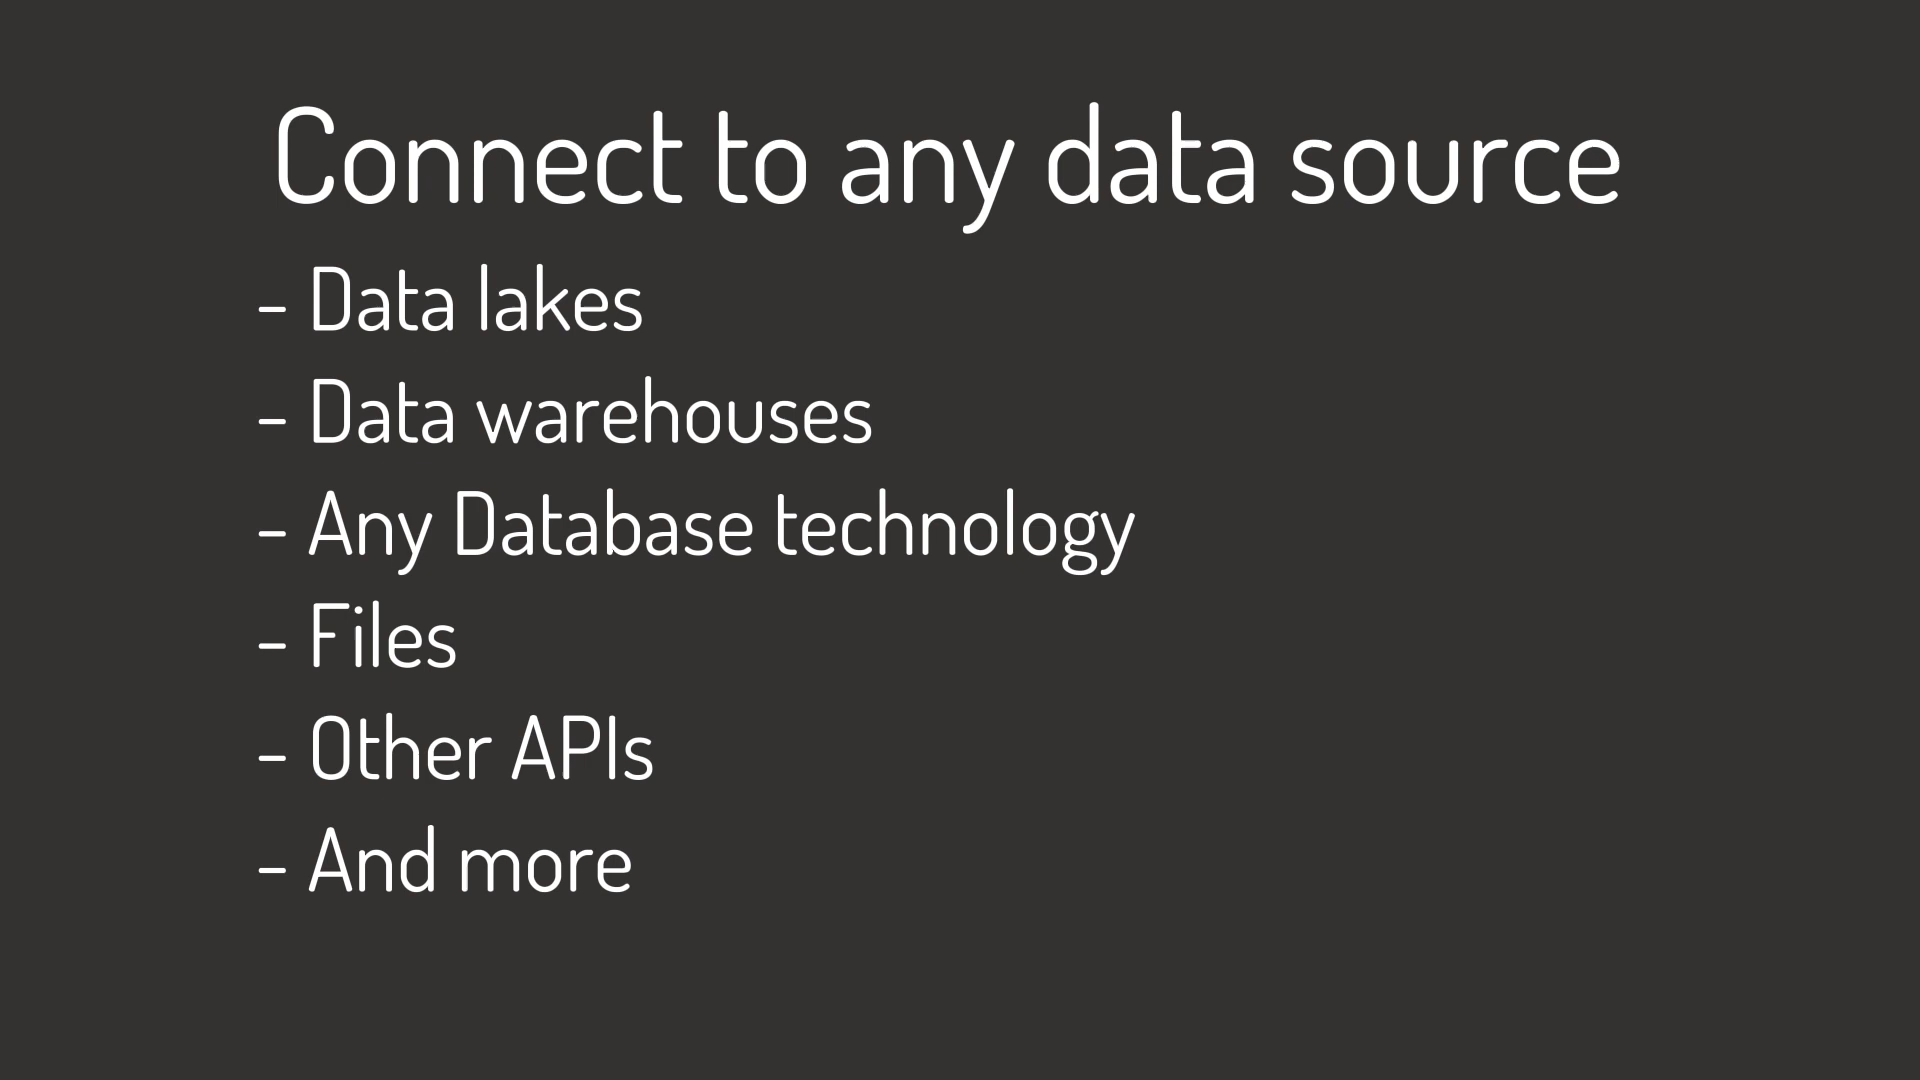 Connect to any data source
- Data lakes
- Data warehouses
- Any Database technology
- Files
- Other APIs
- And more